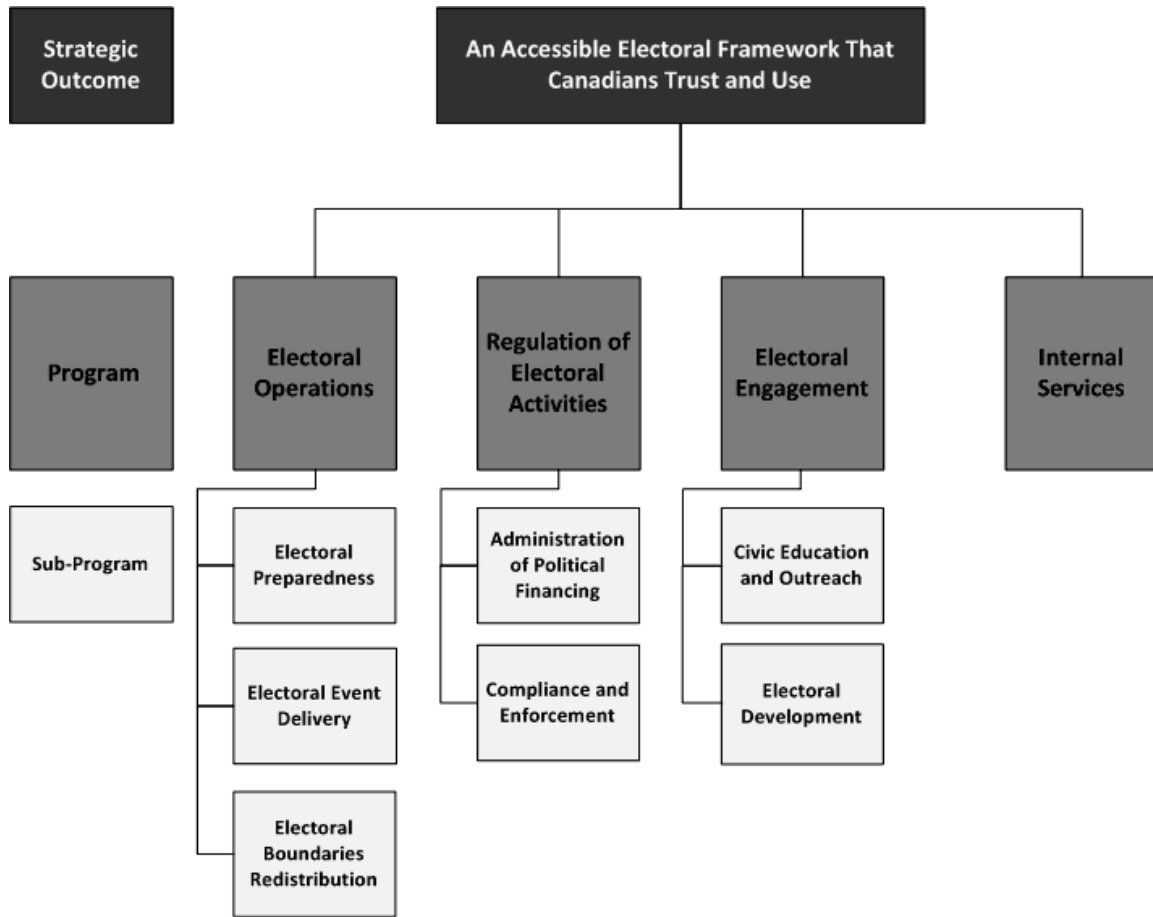 Strategic
Outcome
An Accessible Electoral Framework That
Canadians Trust and Use
Program
Electoral
Operations
Regulation of
Electoral
Activities
Electoral
Engagement
Internal
Services
Sub-Program
Electoral
Preparedness
Administration
of Political
Financing
Civic Education
and Outreach
Electoral Event
Delivery
Compliance and
Enforcement
Electoral
Development
Electoral
Boundaries
Redistribution